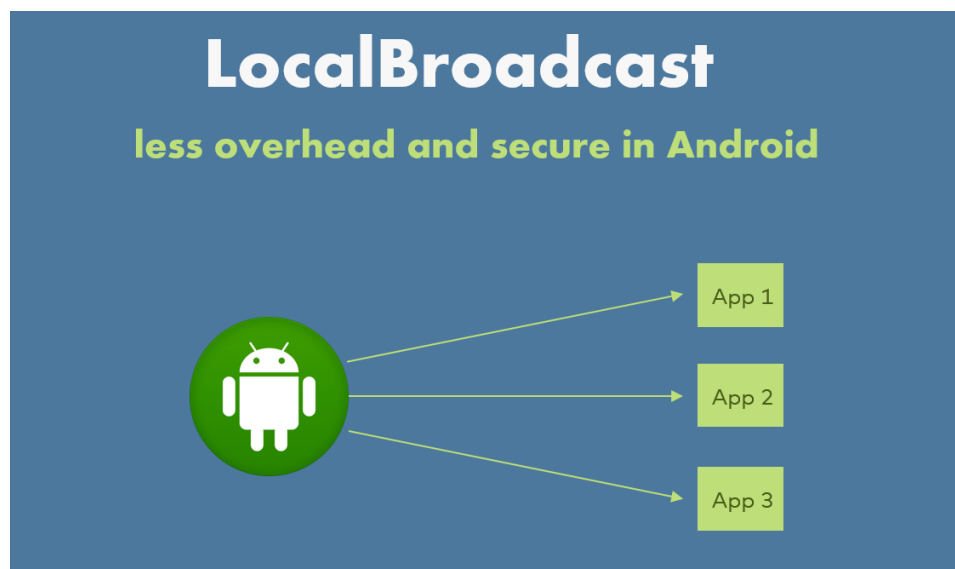 LocalBroadcast
less overhead and secure in Android
App 1
App 2
App 3